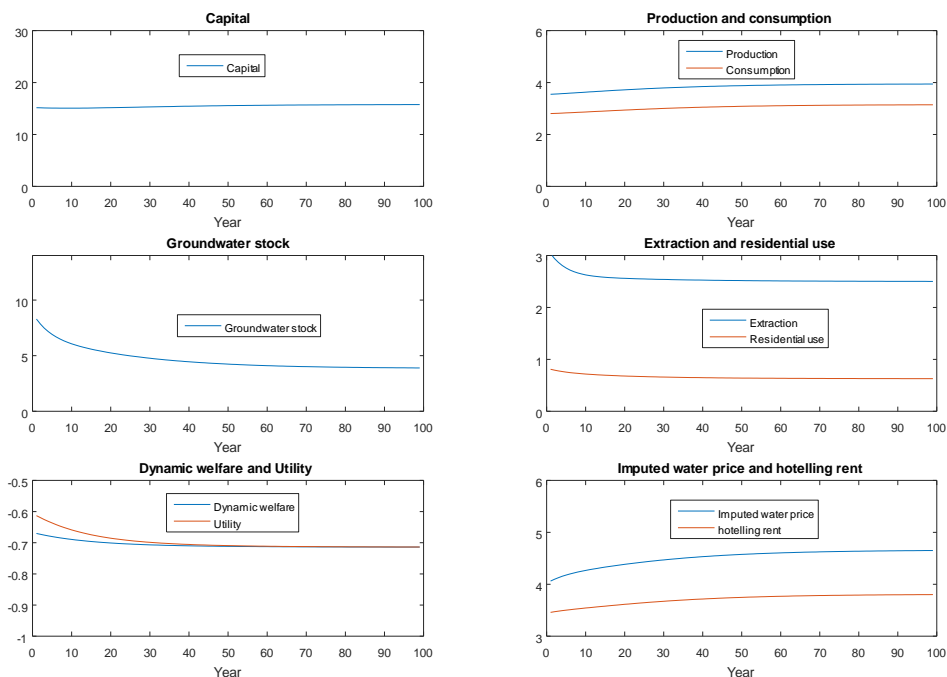 Capital
30
20
10
0
Capital
0 10 20 30 40 50 60 70 80 90 100
Year
Production and consumption
6
4
2
0
Production
Consumption
0 10 20 30 40 50 60 70 80 90 100
Year
Groundwater stock
10
5
0
Groundwater stock
0 10 20 30 40 50 60 70 80 90 100
Year
Extraction and residential use
3
2
1
0
Extraction
Residential use
0 10 20 30 40 50 60 70 80 90 100
Year
Dynamic welfare and Utility
-0.5
-0.6
-0.7
-0.8
-0.9
-1
Dynamic welfare
Utility
0 10 20 30 40 50 60 70 80 90 100
Year
Imputed water price and hotelling rent
6
5
4
3
Imputed water price
hotelling rent
0 10 20 30 40 50 60 70 80 90 100
Year